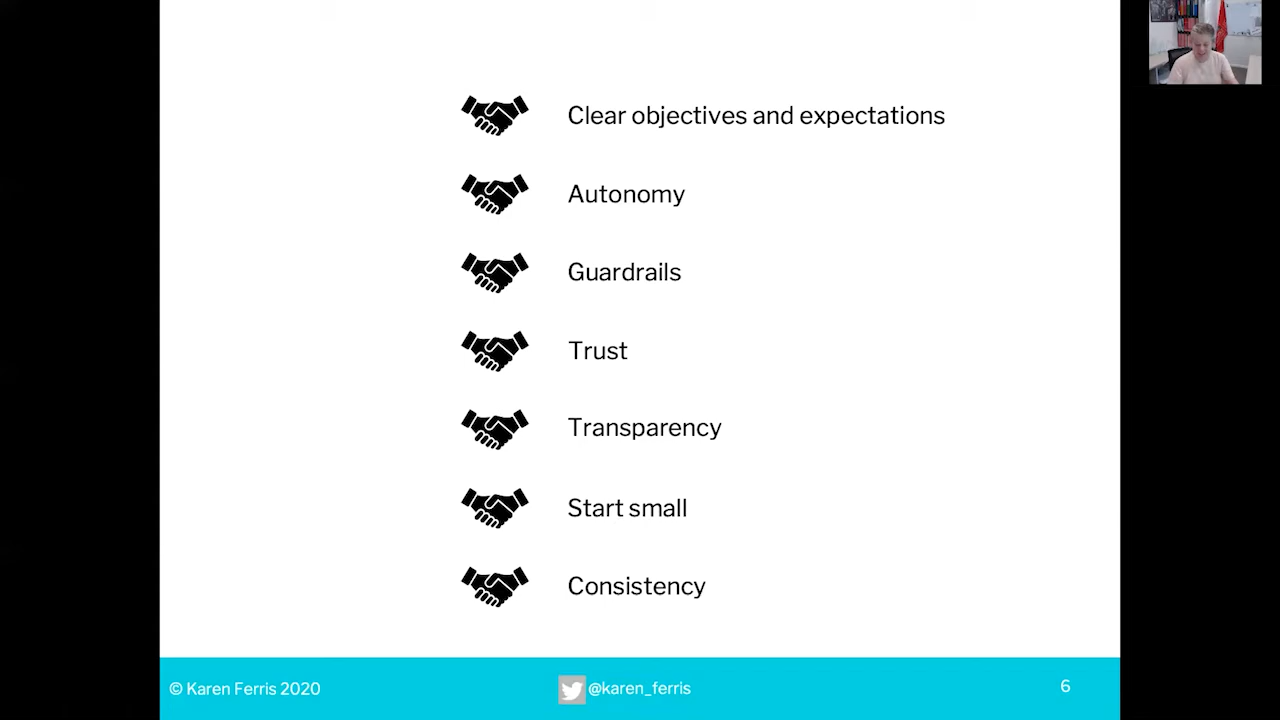 Clear objectives and expectations
Autonomy
Guardrails
Trust
Transparency
Start small
Consistency
© Karen Ferris 2020
@karen_ferris
6